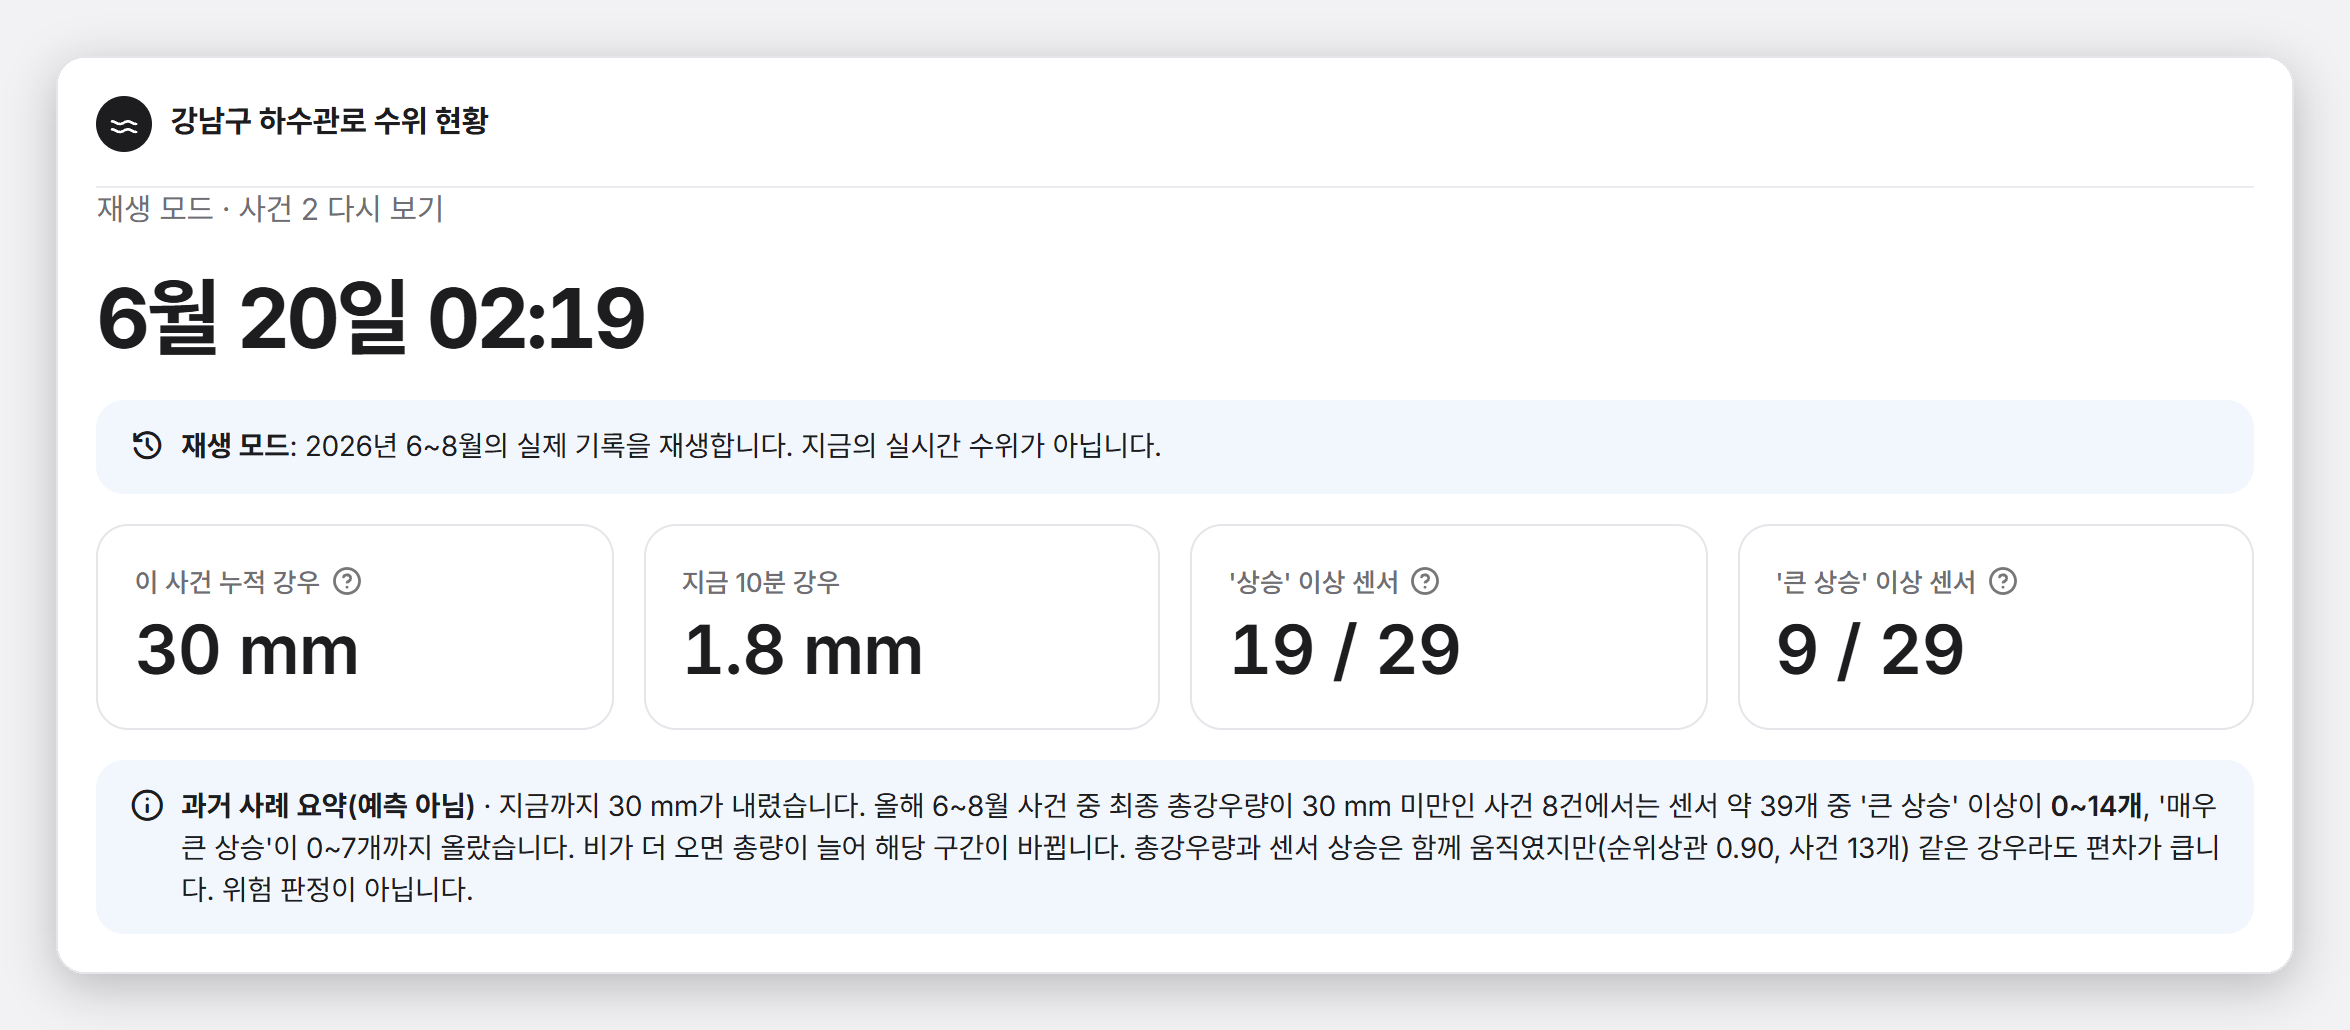 강남구 하수관로 수위 현황
재생 모드 · 사건 2 다시 보기
6월 20일 02:19
재생 모드: 2026년 6~8월의 실제 기록을 재생합니다. 지금의 실시간 수위가 아닙니다.
이 사건 누적 강우
30 mm
지금 10분 강우
1.8 mm
'상승' 이상 센서
19 / 29
'큰 상승' 이상 센서
9 / 29
과거 사례 요약(예측 아님) · 지금까지 30 mm가 내렸습니다. 올해 6~8월 사건 중 최종 총강우량이 30 mm 미만인 사건 8건에서는 센서 약 39개 중 '큰 상승' 이상이 0~14개, '매우
큰 상승'이 0~7개까지 올랐습니다. 비가 더 오면 총량이 늘어 해당 구간이 바뀝니다. 총강우량과 센서 상승은 함께 움직였지만(순위상관 0.90, 사건 13개) 같은 강우라도 편차가 큽니
다. 위험 판정이 아닙니다.